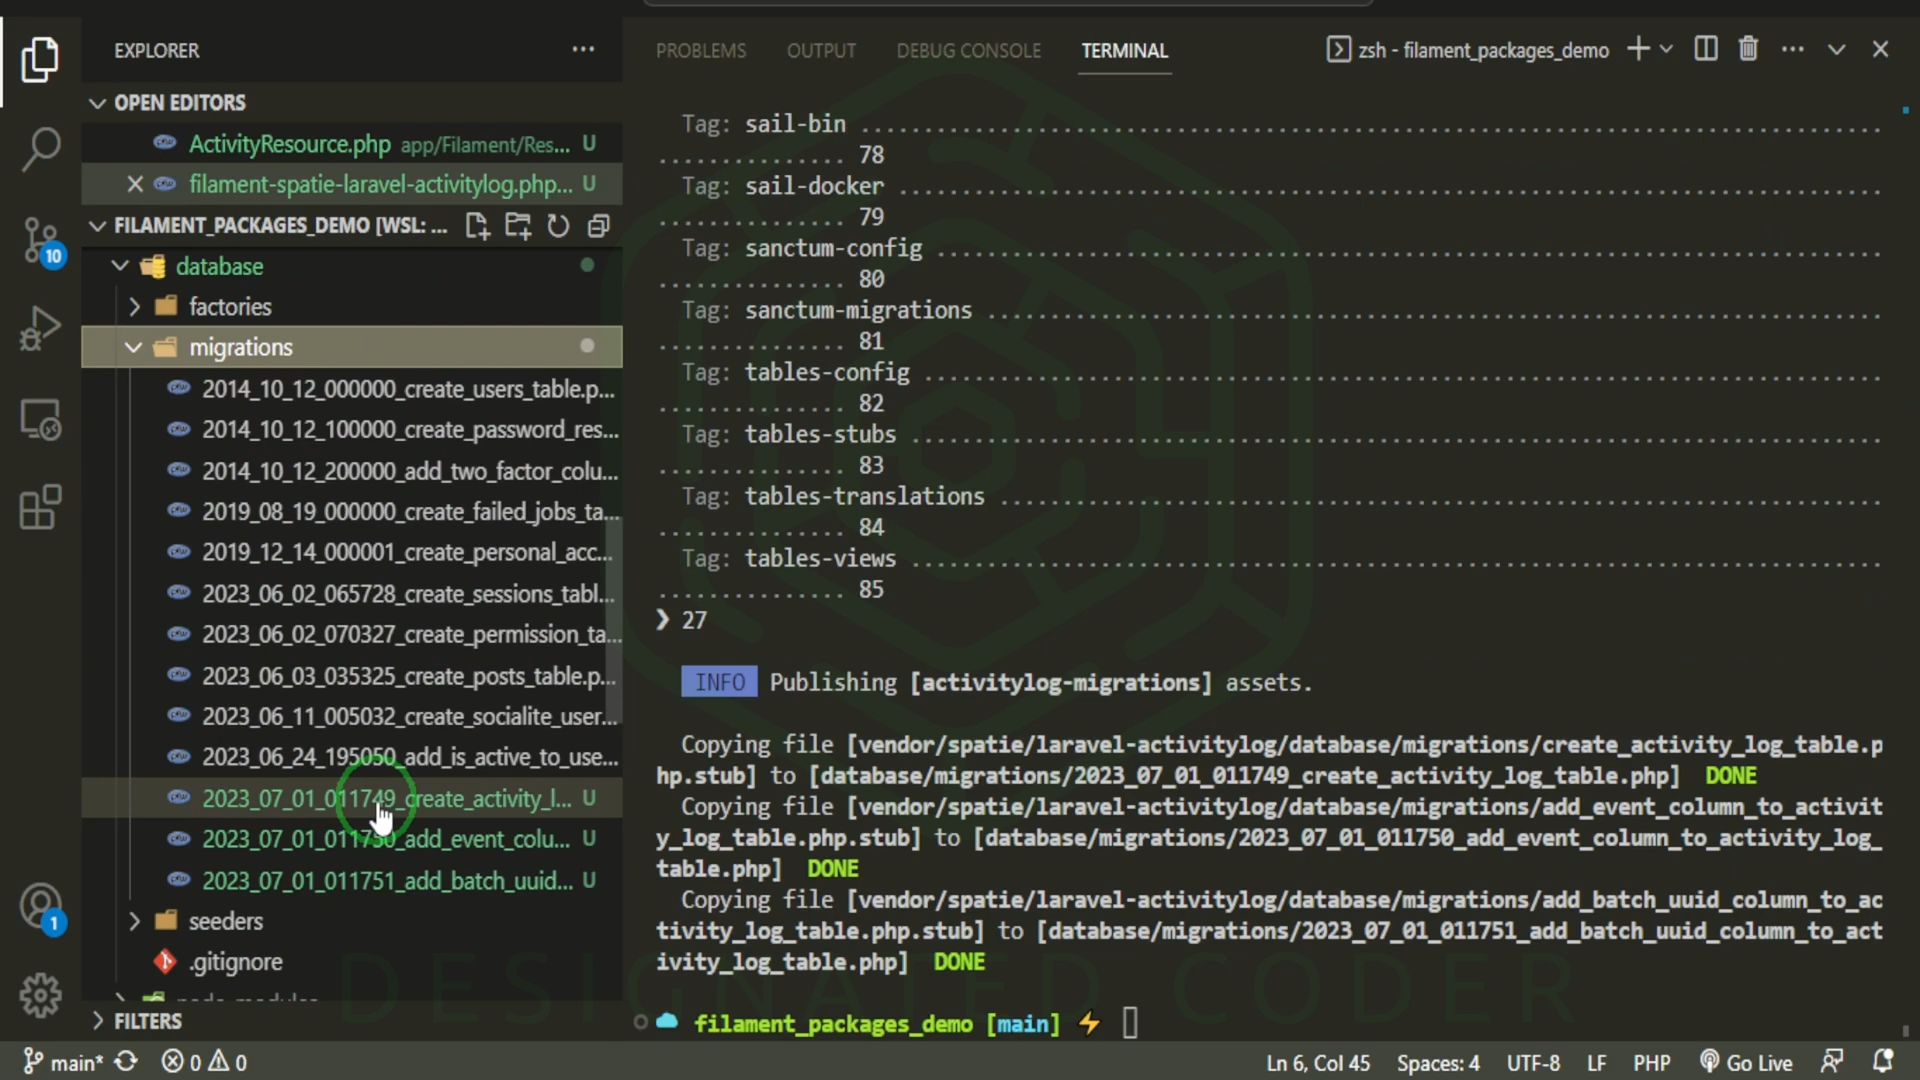 EXPLORER
OPEN EDITORS
ActivityResource.php app/Filament/Res... U
filament-spatie-laravel-activitylog.php... U
FILAMENT_PACKAGES_DEMO [WSL: ...
10
database
factories
migrations
2014_10_12_000000_create_users_table.p...
2014_10_12_100000_create_password_res...
2014_10_12_200000_add_two_factor_colu...
2019_08_19_000000_create_failed_jobs_ta...
2019_12_14_000001_create_personal_acc...
2023_06_02_065728_create_sessions_tabl...
2023_06_02_070327_create_permission_ta...
2023_06_03_035325_create_posts_table.p...
2023_06_11_005032_create_socialite_user...
2023_06_24_195050_add_is_active_to_use...
2023_07_01_011749_create_activity_l... U
2023_07_01_011750_add_event_colu... U
2023_07_01_011751_add_batch_uuid... U
1
seeders
.gitignore
node_modules
FILTERS
PROBLEMS OUTPUT DEBUG CONSOLE TERMINAL zsh - filament_packages_demo
Tag: sail-bin ................................................................
............... 78
Tag: sail-docker .............................................................
............... 79
Tag: sanctum-config ..........................................................
............... 80
Tag: sanctum-migrations ......................................................
............... 81
Tag: tables-config ...........................................................
............... 82
Tag: tables-stubs ............................................................
............... 83
Tag: tables-translations .....................................................
............... 84
Tag: tables-views ............................................................
............... 85
❯ 27
INFO Publishing [activitylog-migrations] assets.
Copying file [vendor/spatie/laravel-activitylog/database/migrations/create_activity_log_table.p
hp.stub] to [database/migrations/2023_07_01_011749_create_activity_log_table.php] DONE
Copying file [vendor/spatie/laravel-activitylog/database/migrations/add_event_column_to_activit
y_log_table.php.stub] to [database/migrations/2023_07_01_011750_add_event_column_to_activity_log_
table.php] DONE
Copying file [vendor/spatie/laravel-activitylog/database/migrations/add_batch_uuid_column_to_ac
tivity_log_table.php.stub] to [database/migrations/2023_07_01_011751_add_batch_uuid_column_to_act
ivity_log_table.php] DONE
DESIGNATED CODER
filament_packages_demo [main] ⚡
main* 0 0 Ln 6, Col 45 Spaces: 4 UTF-8 LF PHP Go Live